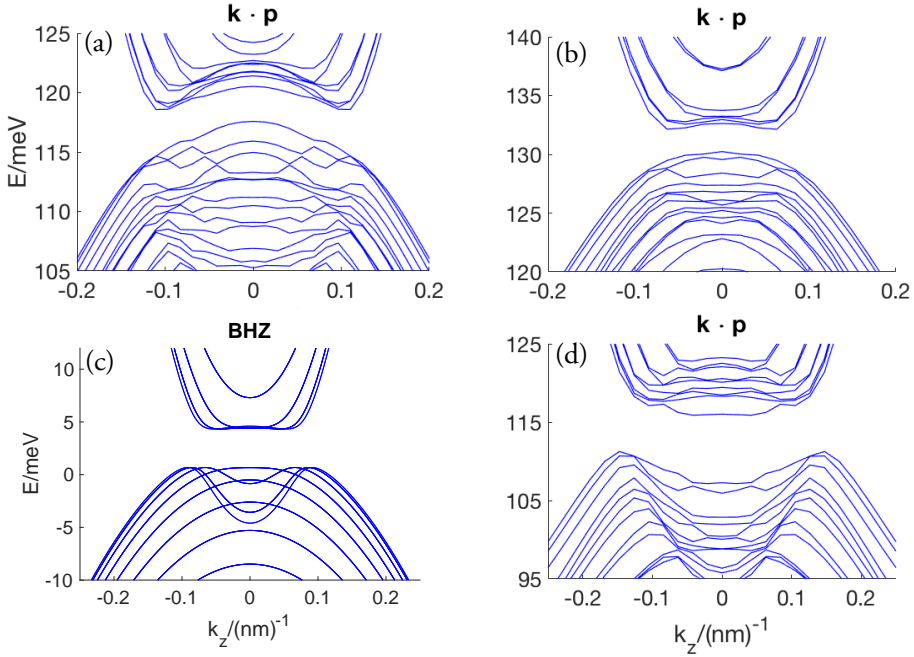 k · p
(a)
125
120
115
110
105
E/meV
-0.2 -0.1 0 0.1 0.2
k · p
(b)
140
135
130
125
120
-0.2 -0.1 0 0.1 0.2
BHZ
(c)
10
5
0
-5
-10
E/meV
-0.2 -0.1 0 0.1 0.2
k_z/(nm)^-1
k · p
(d)
125
115
105
95
-0.2 -0.1 0 0.1 0.2
k_z/(nm)^-1